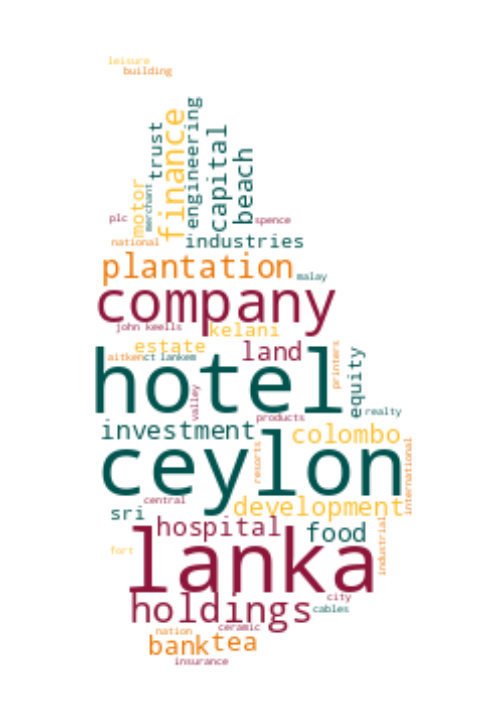 leisure
building
finance
engineering
trust
capital
beach
motor
merchant
plc
spence
national
industries
plantation
malay
company
john keells
kelani
estate
land
printers
aitken
ct
lankem
hotel
equity
valley
realty
products
investment
colombo
ceylon
resorts
international
central
development
sri
hospital
food
industrial
fort
lanka
city
holdings
cables
ceramic
nation
bank
tea
insurance